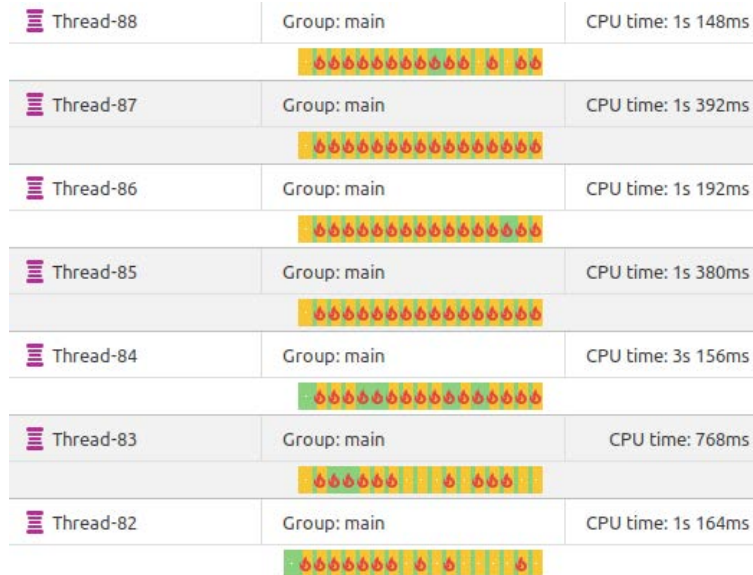 Thread-88 Group: main CPU time: 1s 148ms
Thread-87 Group: main CPU time: 1s 392ms
Thread-86 Group: main CPU time: 1s 192ms
Thread-85 Group: main CPU time: 1s 380ms
Thread-84 Group: main CPU time: 3s 156ms
Thread-83 Group: main CPU time: 768ms
Thread-82 Group: main CPU time: 1s 164ms